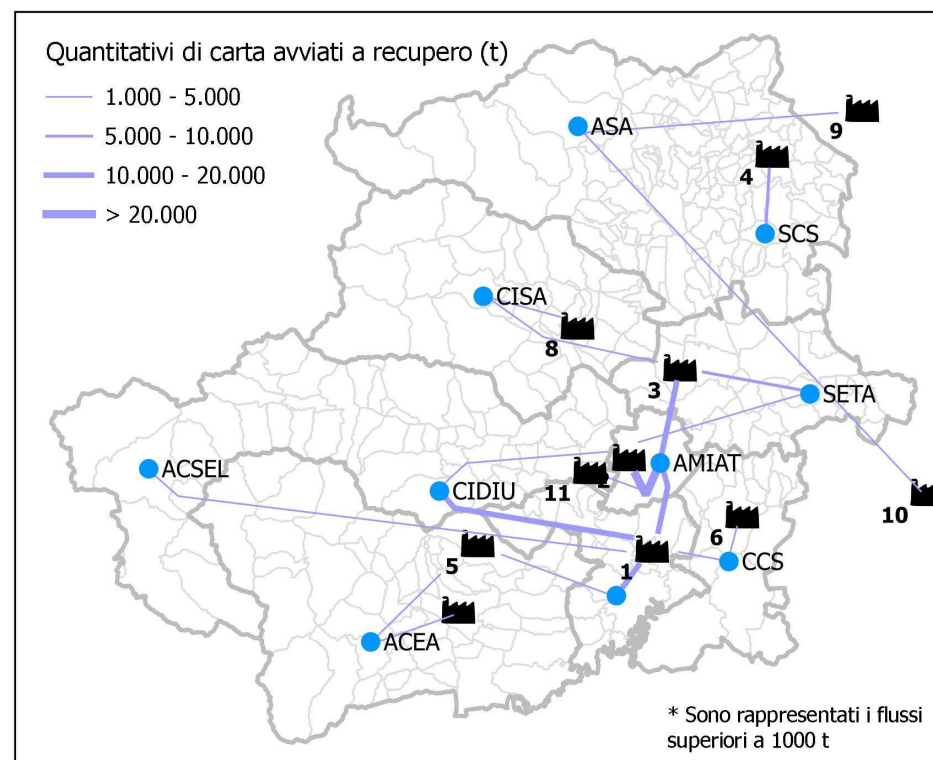 Quantitativi di carta avviati a recupero (t)
1.000 - 5.000
5.000 - 10.000
10.000 - 20.000
> 20.000
ASA
9
4
SCS
CISA
8
3
SETA
ACSEL
AMIAT
2
11
CIDIU
10
6
5
1
CCS
ACEA
* Sono rappresentati i flussi
superiori a 1000 t